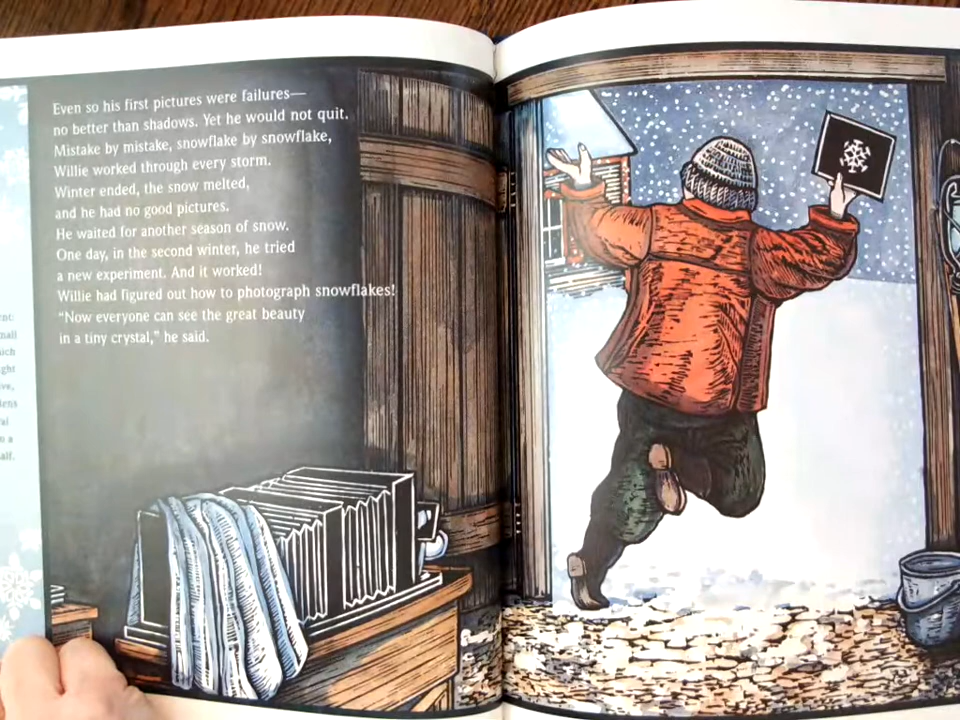 Even so his first pictures were failures—
no better than shadows. Yet he would not quit.
Mistake by mistake, snowflake by snowflake,
Willie worked through every storm.
Winter ended, the snow melted,
and he had no good pictures.
He waited for another season of snow.
One day, in the second winter, he tried
a new experiment. And it worked!
Willie had figured out how to photograph snowflakes!
“Now everyone can see the great beauty
in a tiny crystal,” he said.